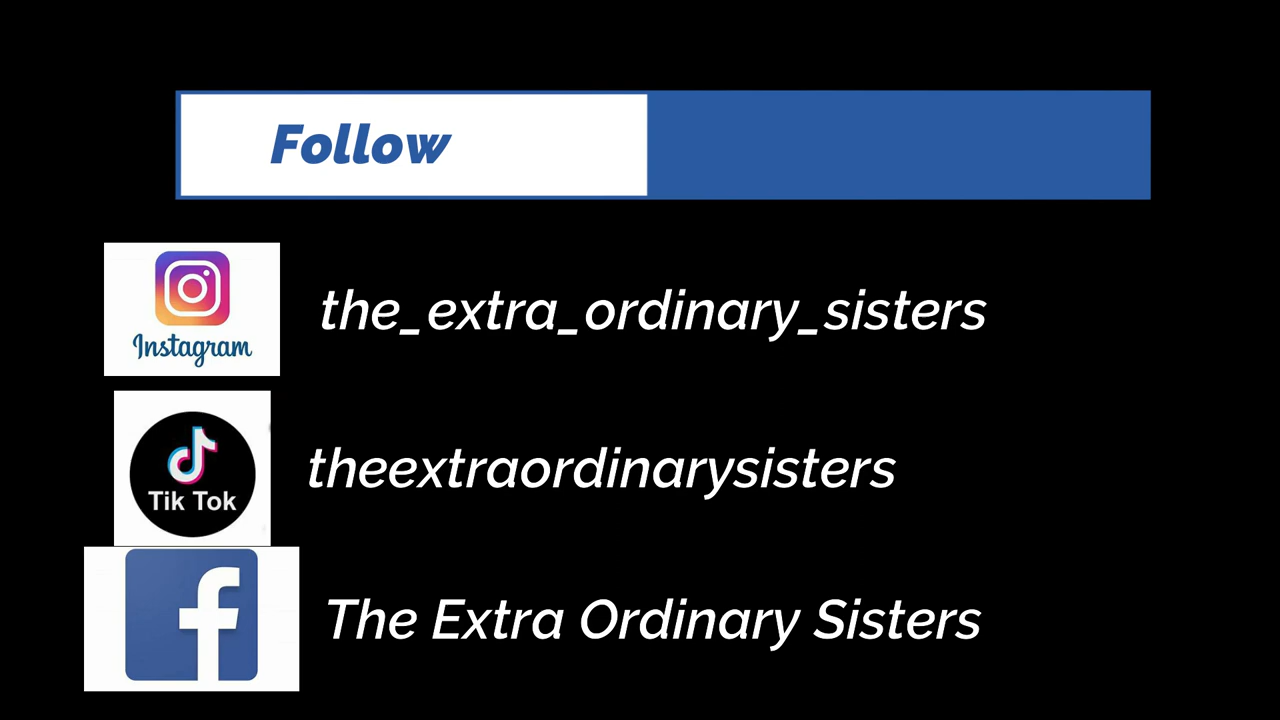 Follow
Instagram
the_extra_ordinary_sisters
Tik Tok
theextraordinarysisters
f
The Extra Ordinary Sisters